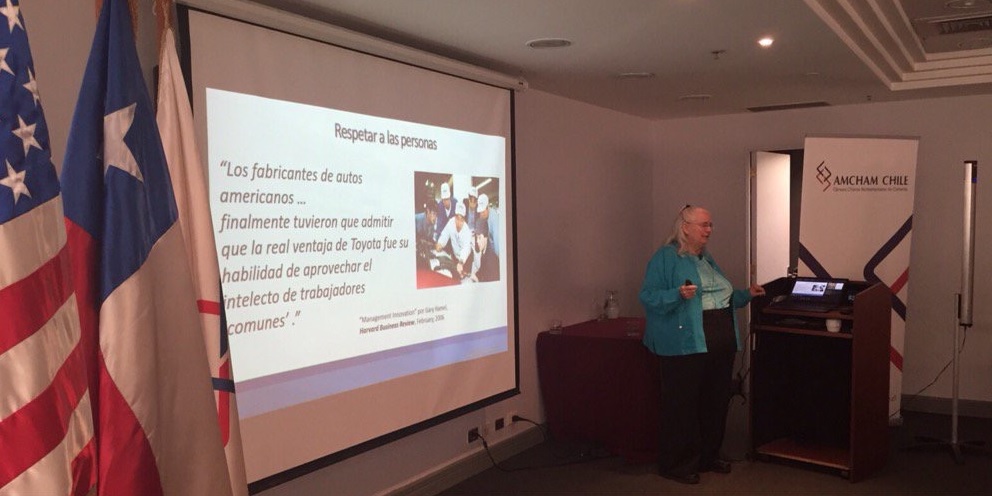 Respetar a las personas
“Los fabricantes de autos
americanos ...
finalmente tuvieron que admitir
que la real ventaja de Toyota fue su
habilidad de aprovechar el
intelecto de trabajadores
comunes’.”
"Management Innovation" por Gary Hamel,
Harvard Business Review, February, 2006
AMCHAM CHILE